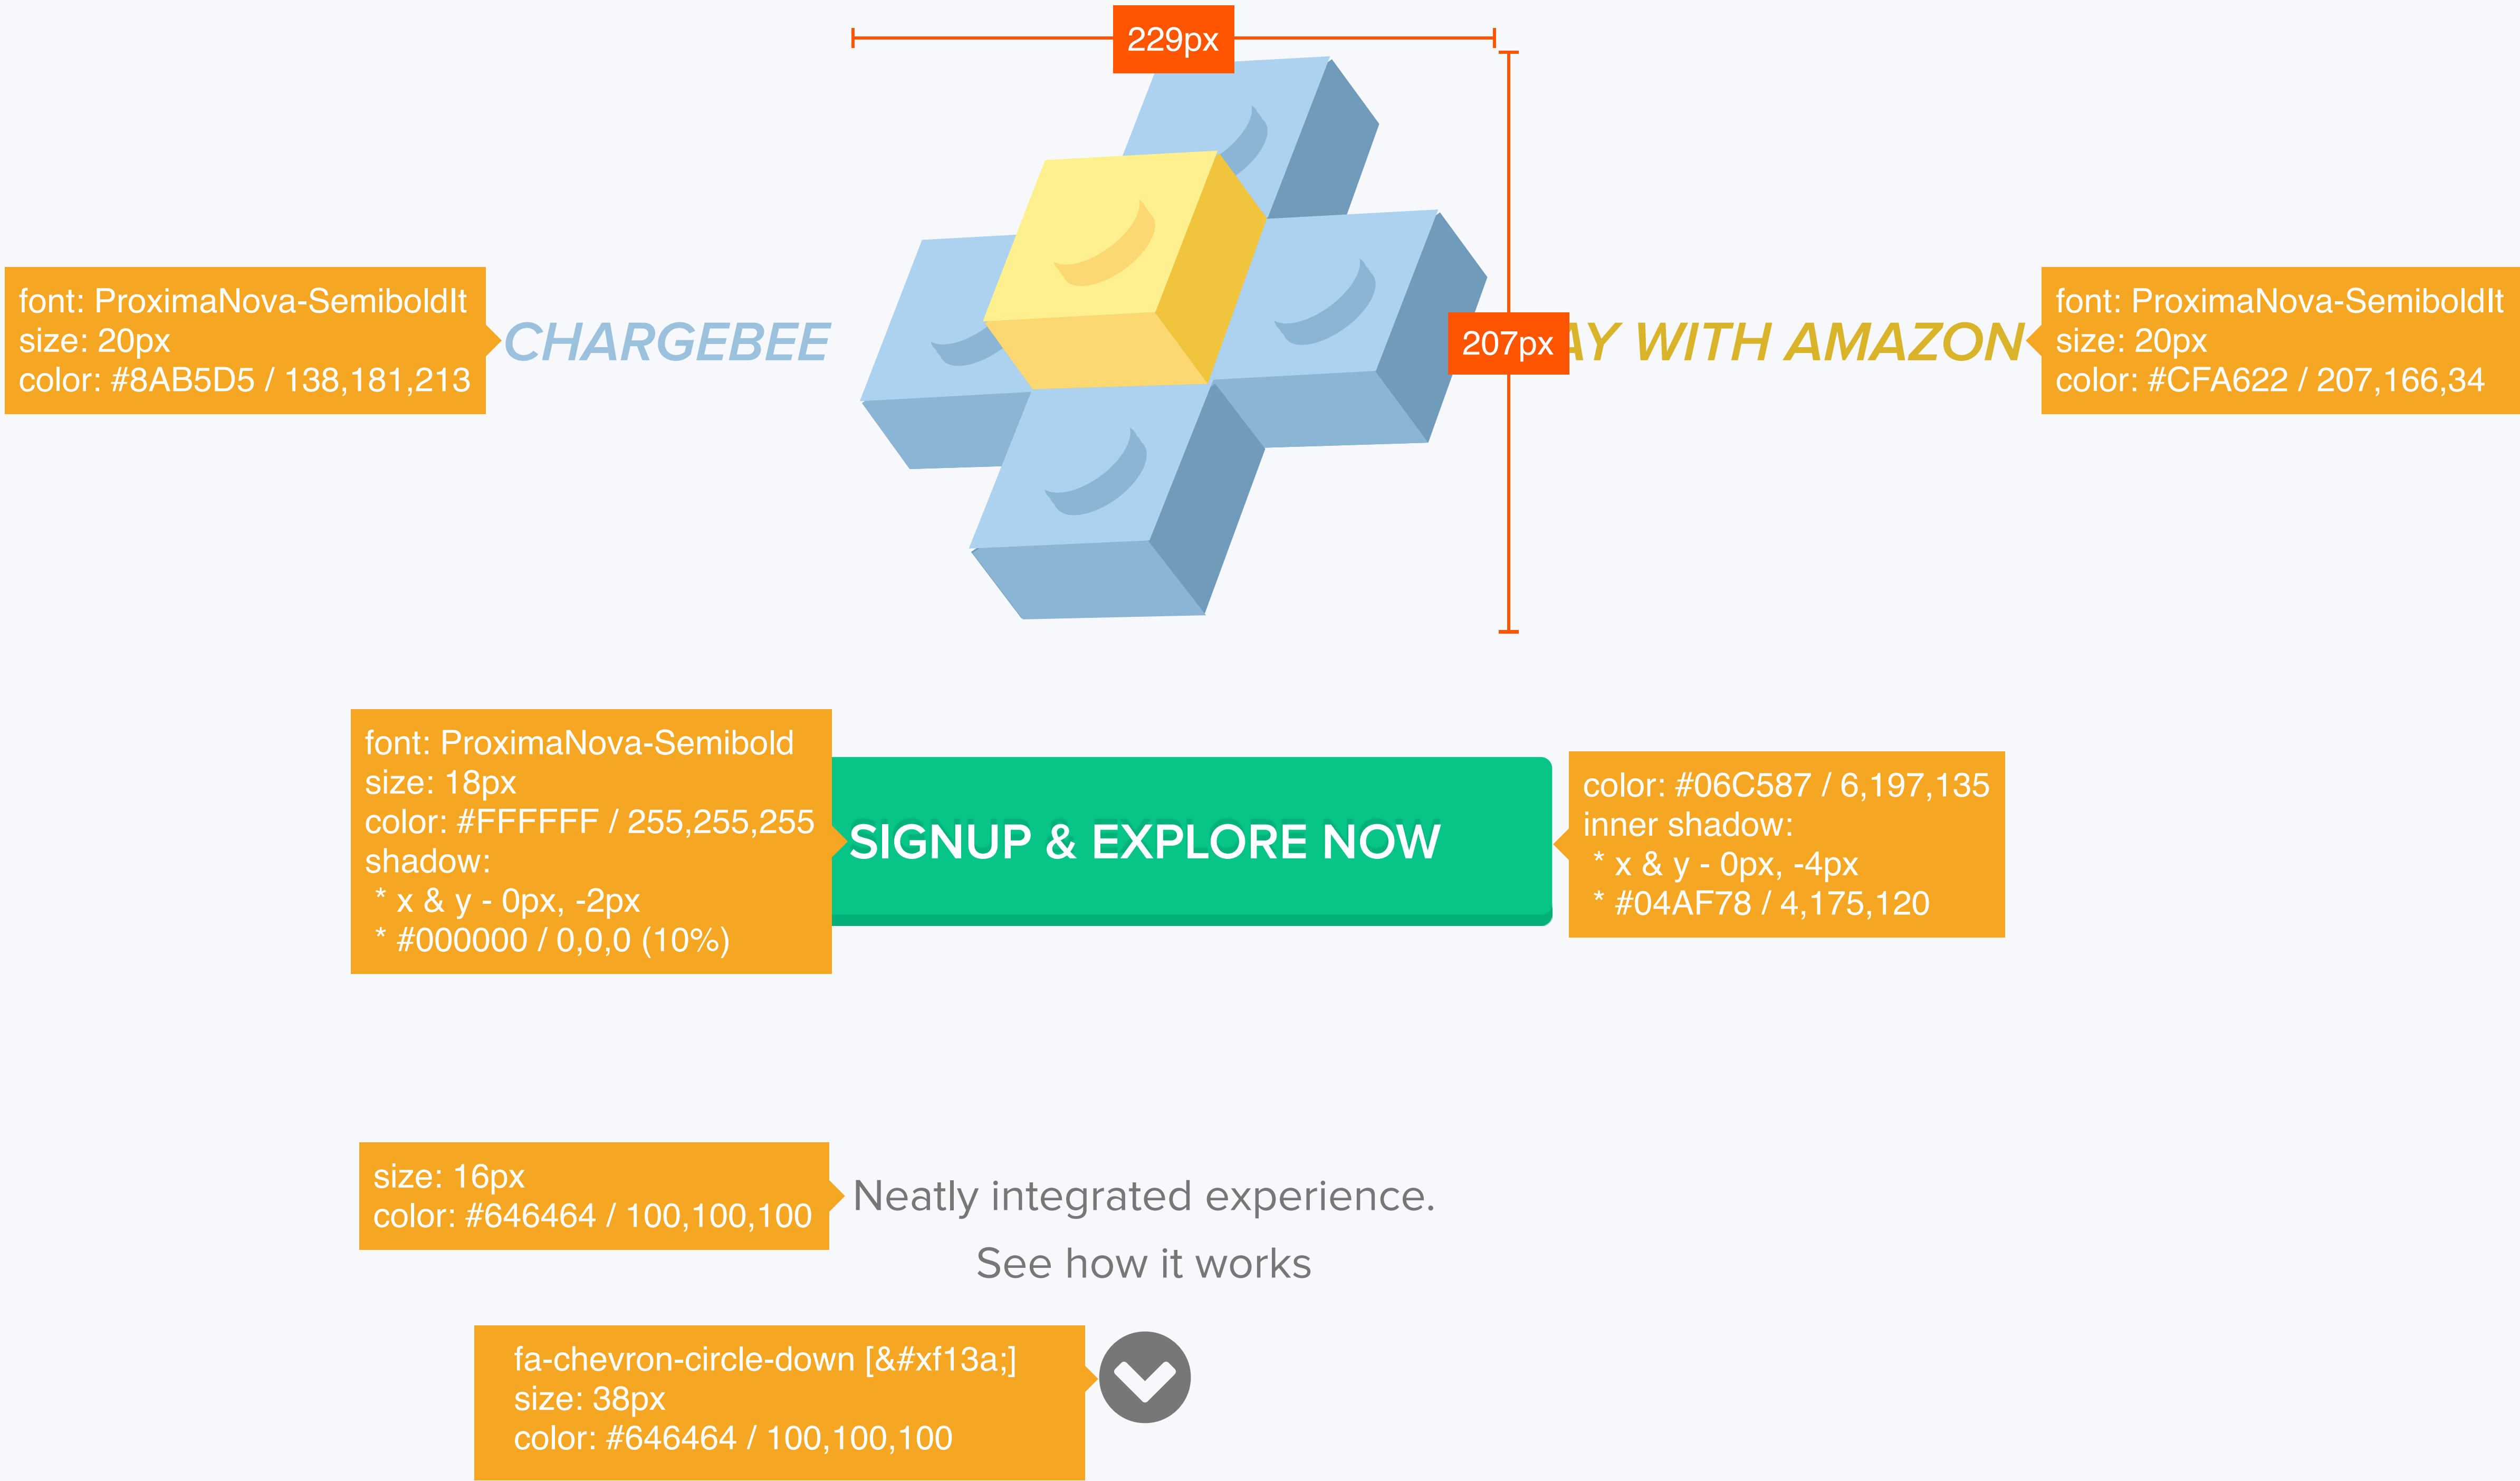 229px
font: ProximaNova-SemiboldIt
size: 20px
color: #8AB5D5 / 138,181,213
CHARGEBEE
207px
AY WITH AMAZON
font: ProximaNova-SemiboldIt
size: 20px
color: #CFA622 / 207,166,34
font: ProximaNova-Semibold
size: 18px
color: #FFFFFF / 255,255,255
shadow:
* x & y - 0px, -2px
* #000000 / 0,0,0 (10%)
SIGNUP & EXPLORE NOW
color: #06C587 / 6,197,135
inner shadow:
* x & y - 0px, -4px
* #04AF78 / 4,175,120
size: 16px
color: #646464 / 100,100,100
Neatly integrated experience.
See how it works
fa-chevron-circle-down [&#xf13a;]
size: 38px
color: #646464 / 100,100,100